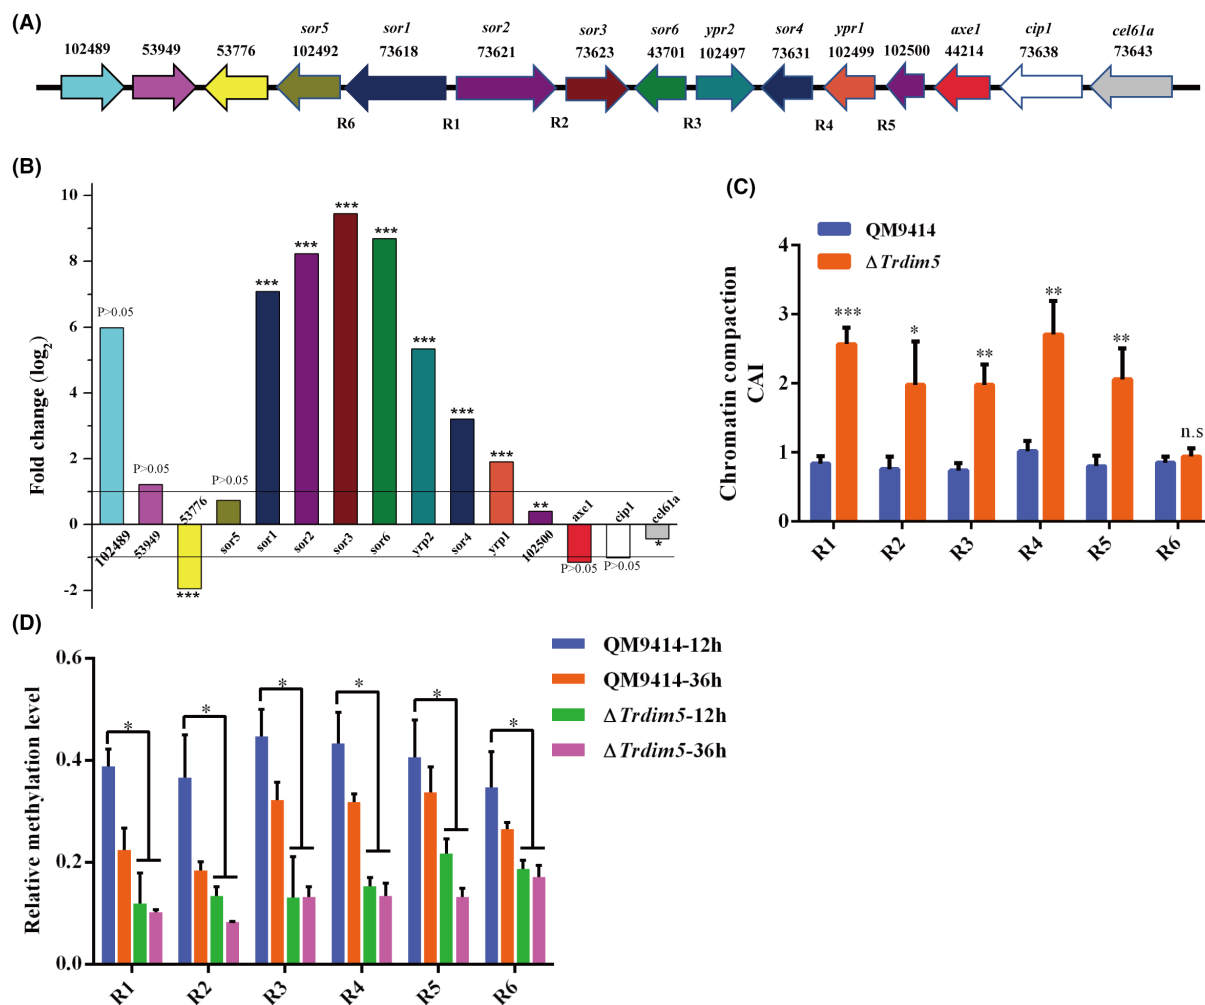 (A)
sor5 sor1 sor2 sor3 sor6 ypr2 sor4 ypr1 axe1 cip1 cel61a
102489 53949 53776 102492 73618 73621 73623 43701 102497 73631 102499 102500 44214 73638 73643
R6 R1 R2 R3 R4 R5
(B)
Fold change (log2)
10
8
6
4
2
0
-2
P>0.05 P>0.05 *** P>0.05 *** *** *** *** *** *** *** ** P>0.05 P>0.05 *
102489 53949 53776 sor5 sor1 sor2 sor3 sor6 yrp2 sor4 yrp1 102500 axe1 cip1 cel61a
(C)
QM9414
Δ Trdim5
Chromatin compaction
CAI
4
3
2
1
0
*** * ** ** ** n.s
R1 R2 R3 R4 R5 R6
(D)
QM9414-12h
QM9414-36h
Δ Trdim5-12h
Δ Trdim5-36h
Relative methylation level
0.6
0.4
0.2
0.0
* * * * * *
R1 R2 R3 R4 R5 R6